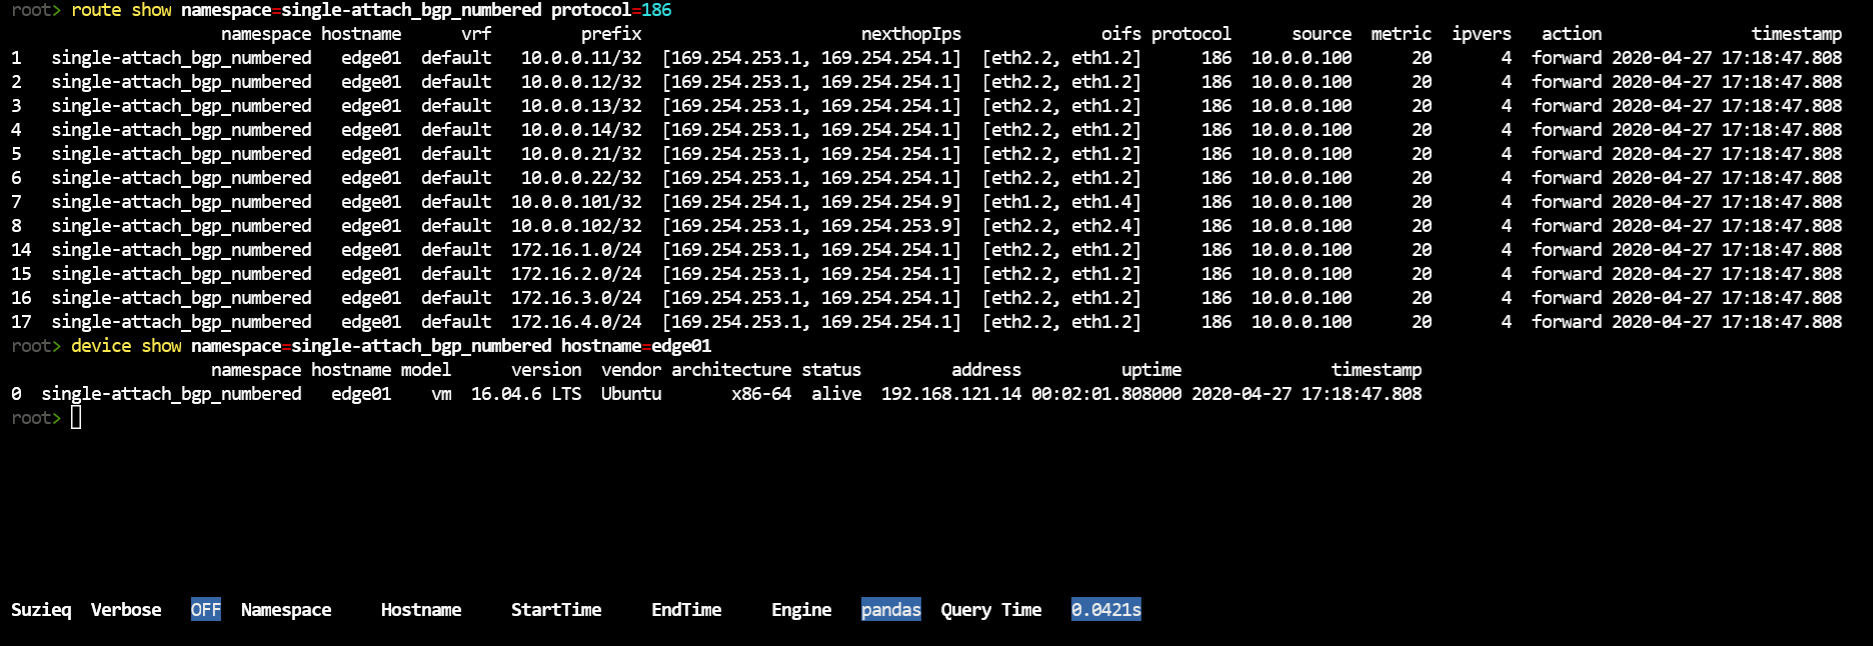 root> route show namespace=single-attach_bgp_numbered protocol=186
namespace hostname vrf prefix nexthopIps oifs protocol source metric ipvers action timestamp
1 single-attach_bgp_numbered edge01 default 10.0.0.11/32 [169.254.253.1, 169.254.254.1] [eth2.2, eth1.2] 186 10.0.0.100 20 4 forward 2020-04-27 17:18:47.808
2 single-attach_bgp_numbered edge01 default 10.0.0.12/32 [169.254.253.1, 169.254.254.1] [eth2.2, eth1.2] 186 10.0.0.100 20 4 forward 2020-04-27 17:18:47.808
3 single-attach_bgp_numbered edge01 default 10.0.0.13/32 [169.254.253.1, 169.254.254.1] [eth2.2, eth1.2] 186 10.0.0.100 20 4 forward 2020-04-27 17:18:47.808
4 single-attach_bgp_numbered edge01 default 10.0.0.14/32 [169.254.253.1, 169.254.254.1] [eth2.2, eth1.2] 186 10.0.0.100 20 4 forward 2020-04-27 17:18:47.808
5 single-attach_bgp_numbered edge01 default 10.0.0.21/32 [169.254.253.1, 169.254.254.1] [eth2.2, eth1.2] 186 10.0.0.100 20 4 forward 2020-04-27 17:18:47.808
6 single-attach_bgp_numbered edge01 default 10.0.0.22/32 [169.254.253.1, 169.254.254.1] [eth2.2, eth1.2] 186 10.0.0.100 20 4 forward 2020-04-27 17:18:47.808
7 single-attach_bgp_numbered edge01 default 10.0.0.101/32 [169.254.254.1, 169.254.254.9] [eth1.2, eth1.4] 186 10.0.0.100 20 4 forward 2020-04-27 17:18:47.808
8 single-attach_bgp_numbered edge01 default 10.0.0.102/32 [169.254.253.1, 169.254.253.9] [eth2.2, eth2.4] 186 10.0.0.100 20 4 forward 2020-04-27 17:18:47.808
14 single-attach_bgp_numbered edge01 default 172.16.1.0/24 [169.254.253.1, 169.254.254.1] [eth2.2, eth1.2] 186 10.0.0.100 20 4 forward 2020-04-27 17:18:47.808
15 single-attach_bgp_numbered edge01 default 172.16.2.0/24 [169.254.253.1, 169.254.254.1] [eth2.2, eth1.2] 186 10.0.0.100 20 4 forward 2020-04-27 17:18:47.808
16 single-attach_bgp_numbered edge01 default 172.16.3.0/24 [169.254.253.1, 169.254.254.1] [eth2.2, eth1.2] 186 10.0.0.100 20 4 forward 2020-04-27 17:18:47.808
17 single-attach_bgp_numbered edge01 default 172.16.4.0/24 [169.254.253.1, 169.254.254.1] [eth2.2, eth1.2] 186 10.0.0.100 20 4 forward 2020-04-27 17:18:47.808
root> device show namespace=single-attach_bgp_numbered hostname=edge01
namespace hostname model version vendor architecture status address uptime timestamp
0 single-attach_bgp_numbered edge01 vm 16.04.6 LTS Ubuntu x86-64 alive 192.168.121.14 00:02:01.808000 2020-04-27 17:18:47.808
root>
Suzieq Verbose OFF Namespace Hostname StartTime EndTime Engine pandas Query Time 0.0421s